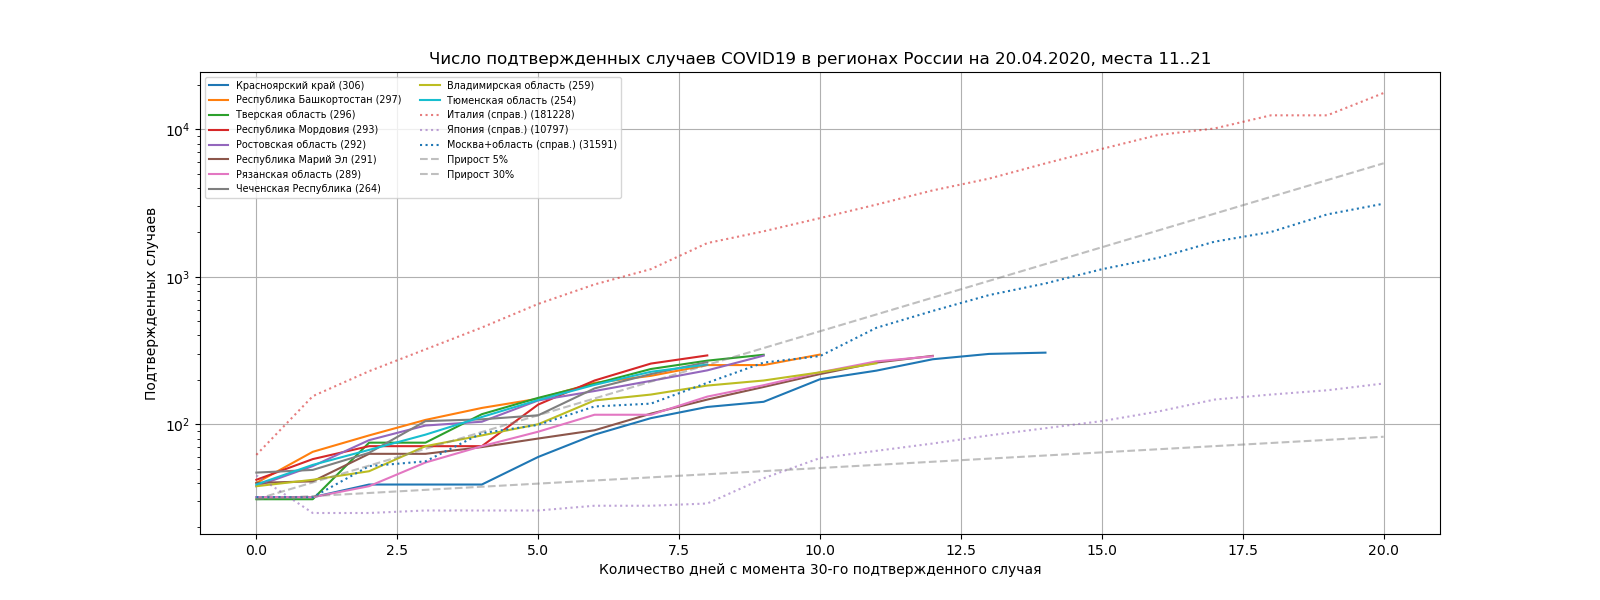 Число подтвержденных случаев COVID19 в регионах России на 20.04.2020, места 11..21
Красноярский край (306)
Республика Башкортостан (297)
Тверская область (296)
Республика Мордовия (293)
Ростовская область (292)
Республика Марий Эл (291)
Рязанская область (289)
Чеченская Республика (264)
Владимирская область (259)
Тюменская область (254)
Италия (справ.) (181228)
Япония (справ.) (10797)
Москва+область (справ.) (31591)
Прирост 5%
Прирост 30%
Подтвержденных случаев
10⁴
10³
10²
0.0 2.5 5.0 7.5 10.0 12.5 15.0 17.5 20.0
Количество дней с момента 30-го подтвержденного случая